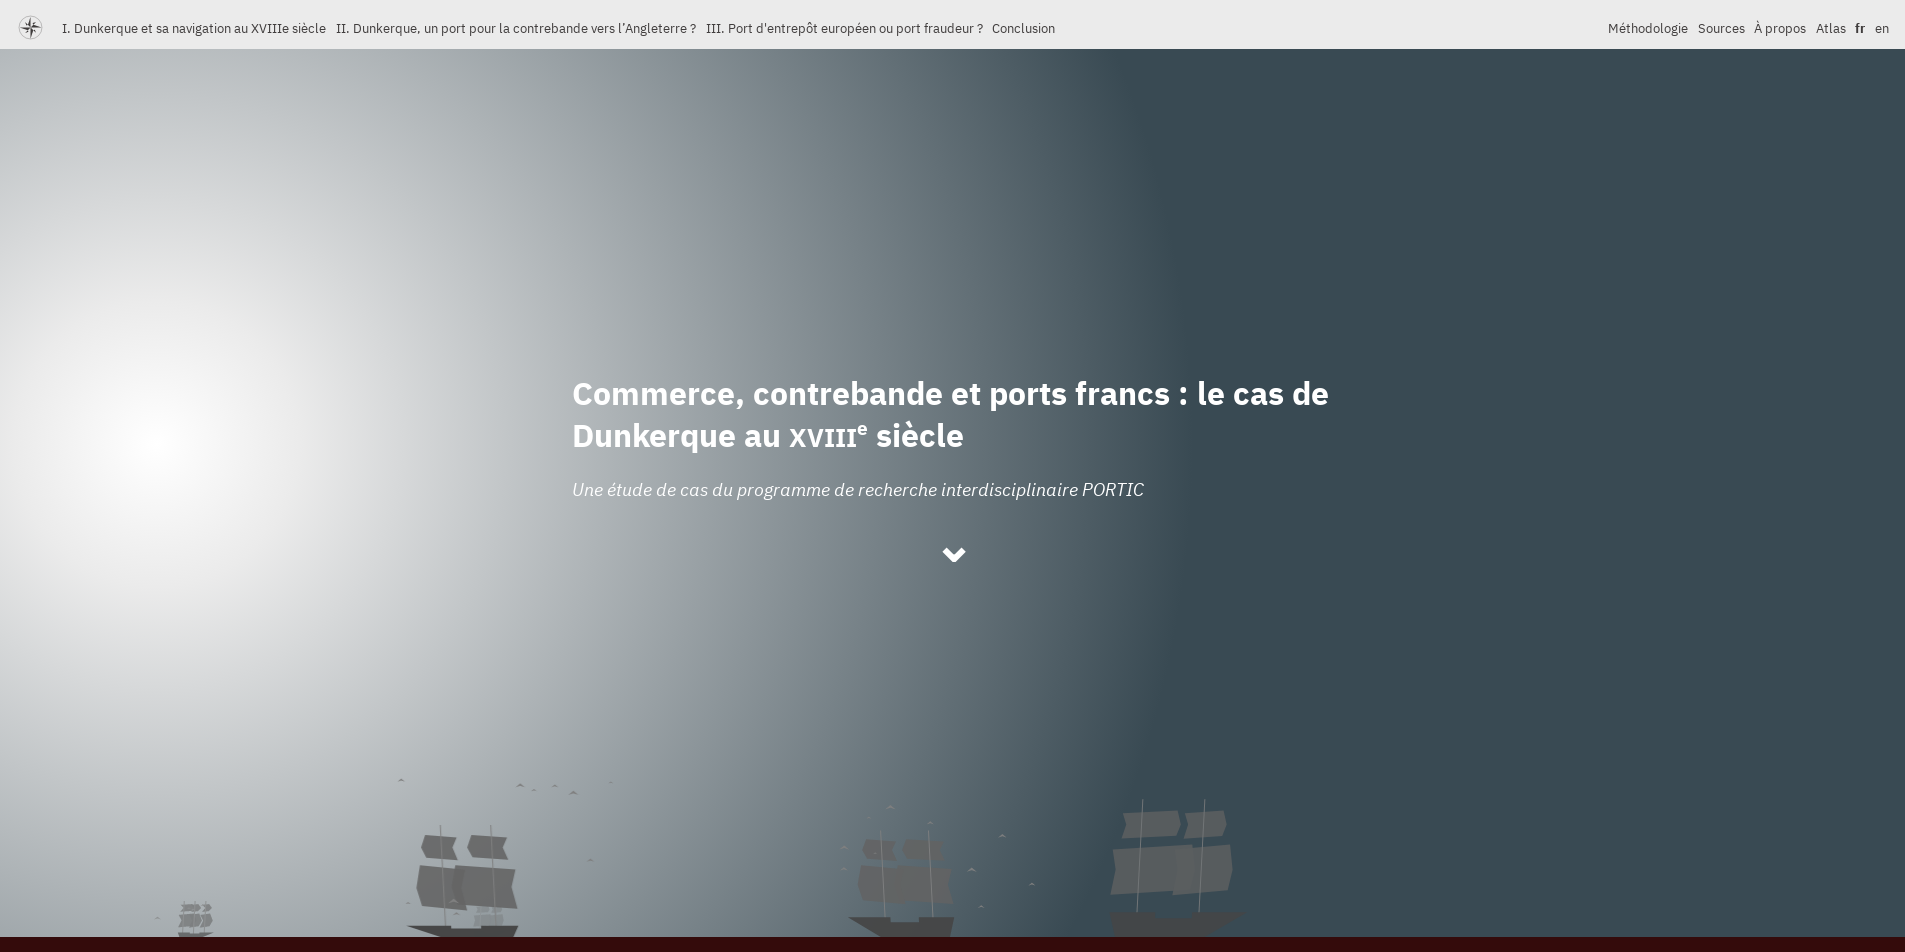 I. Dunkerque et sa navigation au XVIIIe siècle II. Dunkerque, un port pour la contrebande vers l’Angleterre ? III. Port d'entrepôt européen ou port fraudeur ? Conclusion Méthodologie Sources À propos Atlas fr en
Commerce, contrebande et ports francs : le cas de
Dunkerque au XVIIIe siècle
Une étude de cas du programme de recherche interdisciplinaire PORTIC